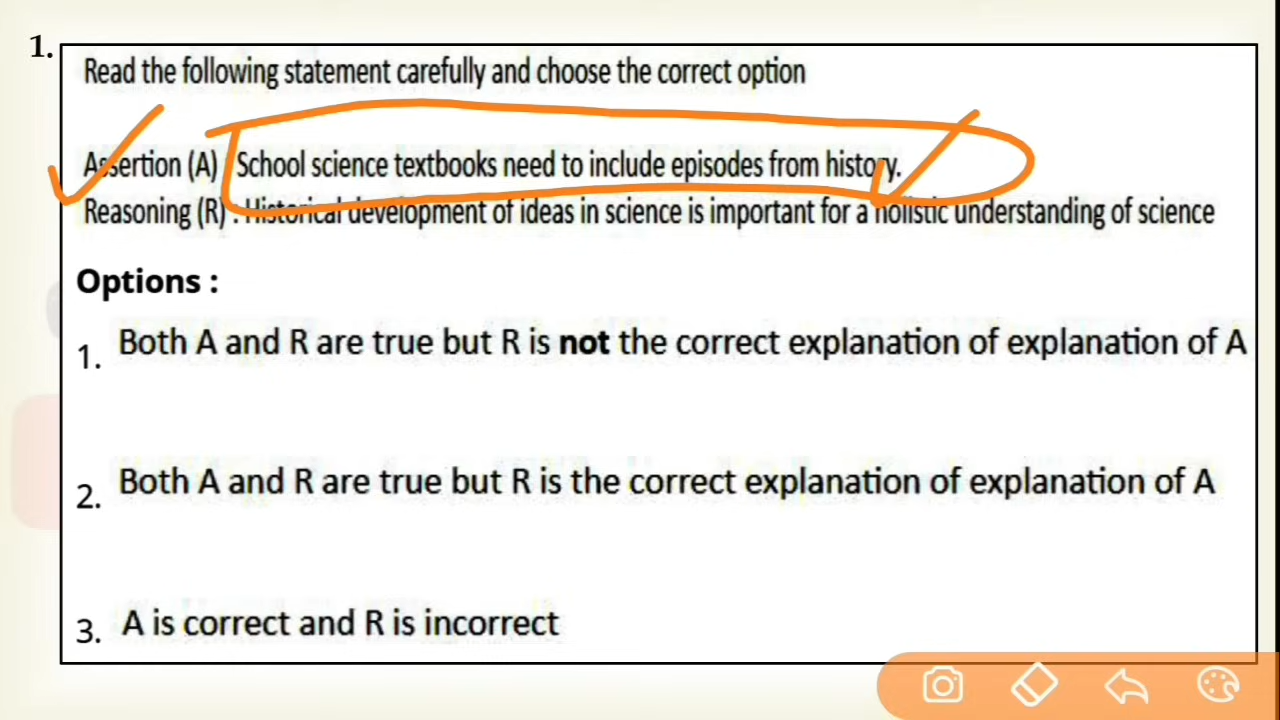 1.
Read the following statement carefully and choose the correct option
Assertion (A) School science textbooks need to include episodes from history.
Reasoning (R) : Historical development of ideas in science is important for a holistic understanding of science
Options :
1. Both A and R are true but R is not the correct explanation of explanation of A
2. Both A and R are true but R is the correct explanation of explanation of A
3. A is correct and R is incorrect